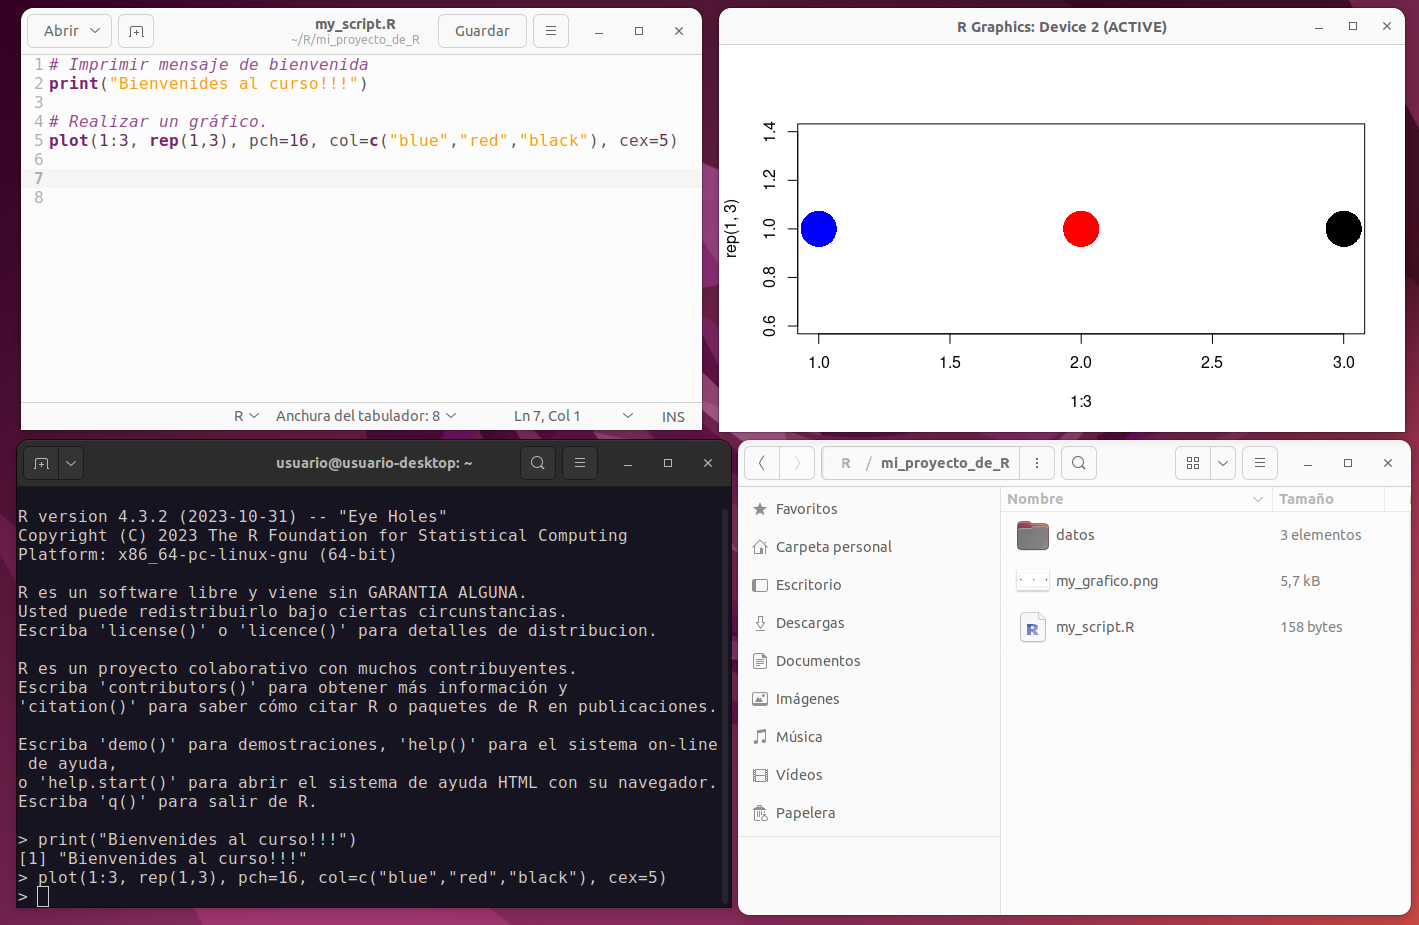 Abrir
my_script.R
~/R/mi_proyecto_de_R
Guardar
1 # Imprimir mensaje de bienvenida
2 print("Bienvenides al curso!!!")
3
4 # Realizar un gráfico.
5 plot(1:3, rep(1,3), pch=16, col=c("blue","red","black"), cex=5)
6
7
8
R Anchura del tabulador: 8 Ln 7, Col 1 INS
R Graphics: Device 2 (ACTIVE)
1.4
1.2
1.0
0.8
0.6
rep(1, 3)
1.0 1.5 2.0 2.5 3.0
1:3
usuario@usuario-desktop: ~
R version 4.3.2 (2023-10-31) -- "Eye Holes"
Copyright (C) 2023 The R Foundation for Statistical Computing
Platform: x86_64-pc-linux-gnu (64-bit)
R es un software libre y viene sin GARANTIA ALGUNA.
Usted puede redistribuirlo bajo ciertas circunstancias.
Escriba 'license()' o 'licence()' para detalles de distribucion.
R es un proyecto colaborativo con muchos contribuyentes.
Escriba 'contributors()' para obtener más información y
'citation()' para saber cómo citar R o paquetes de R en publicaciones.
Escriba 'demo()' para demostraciones, 'help()' para el sistema on-line
de ayuda,
o 'help.start()' para abrir el sistema de ayuda HTML con su navegador.
Escriba 'q()' para salir de R.
> print("Bienvenides al curso!!!")
[1] "Bienvenides al curso!!!"
> plot(1:3, rep(1,3), pch=16, col=c("blue","red","black"), cex=5)
>
R / mi_proyecto_de_R
Favoritos
Carpeta personal
Escritorio
Descargas
Documentos
Imágenes
Música
Vídeos
Papelera
Nombre Tamaño
datos 3 elementos
my_grafico.png 5,7 kB
my_script.R 158 bytes